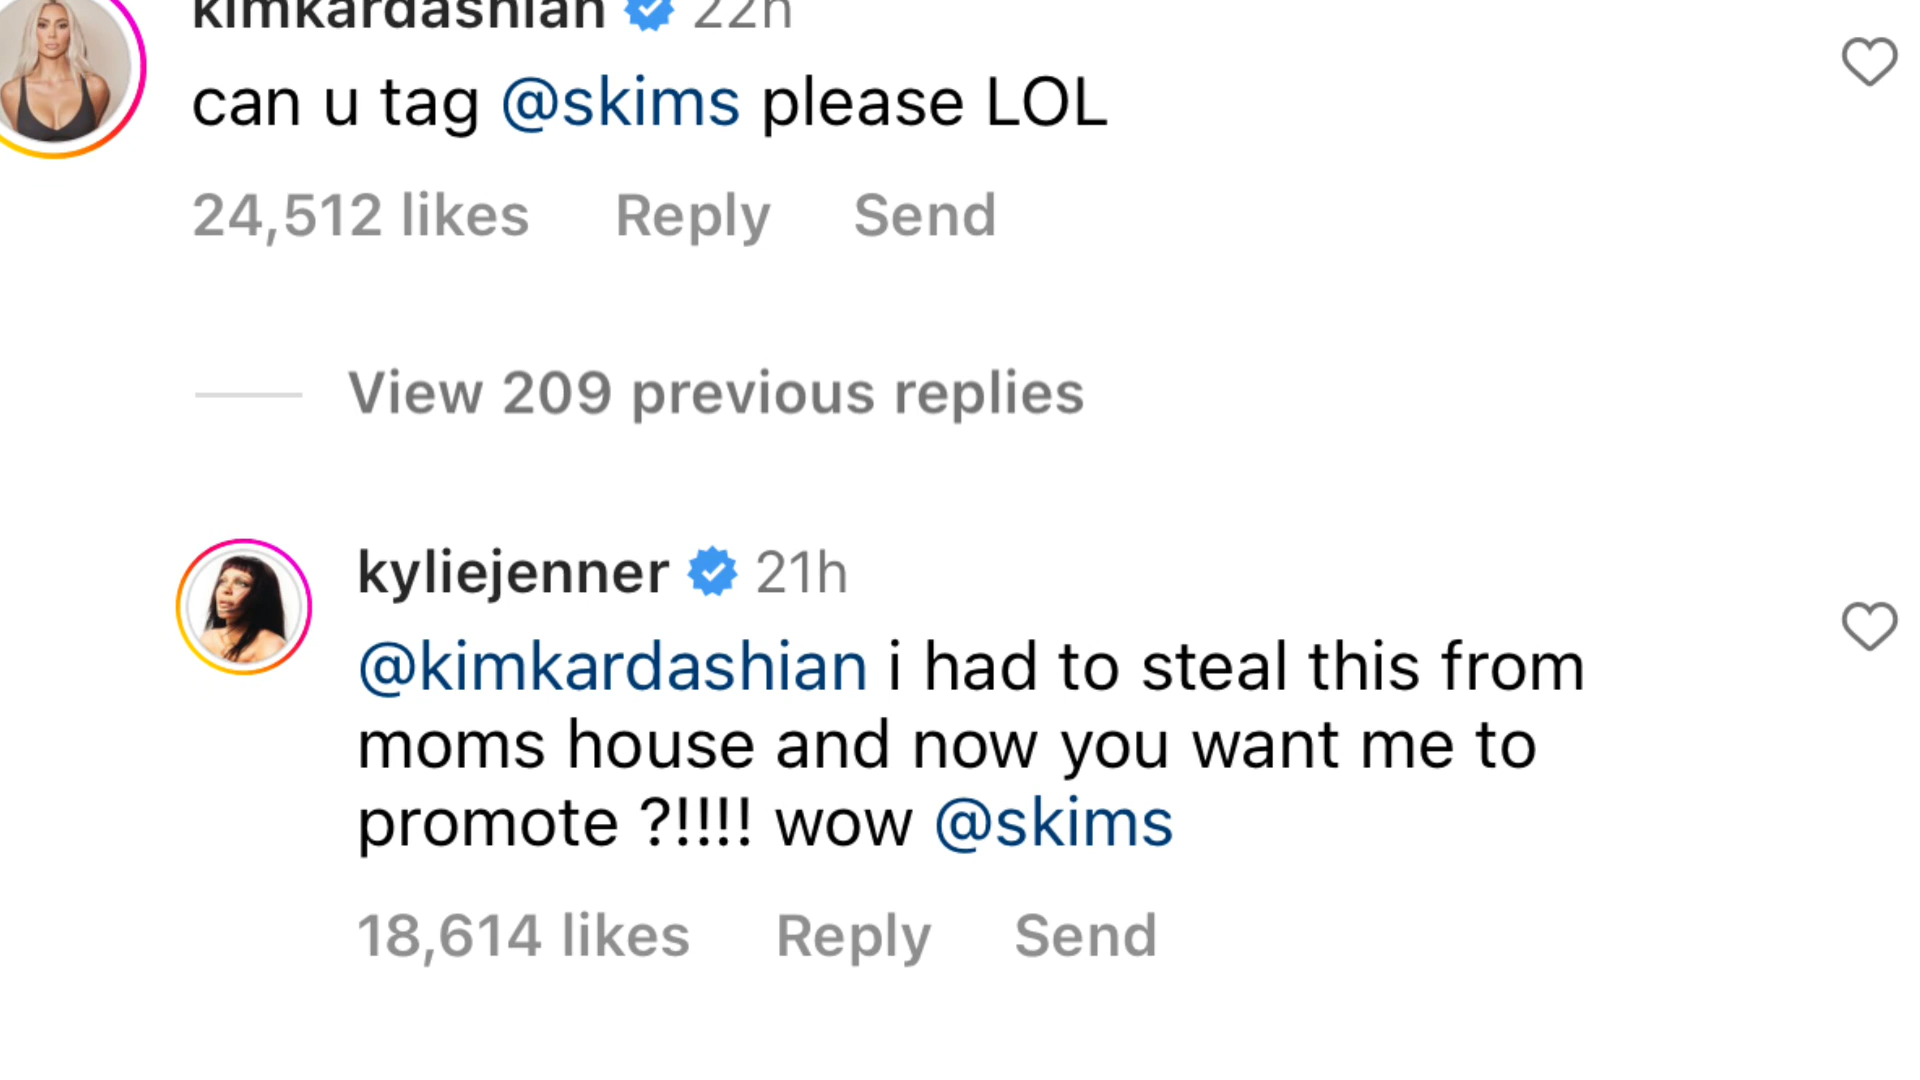 kimkardashian 22h
can u tag @skims please LOL
24,512 likes Reply Send
View 209 previous replies
kyliejenner 21h
@kimkardashian i had to steal this from
moms house and now you want me to
promote ?!!!! wow @skims
18,614 likes Reply Send